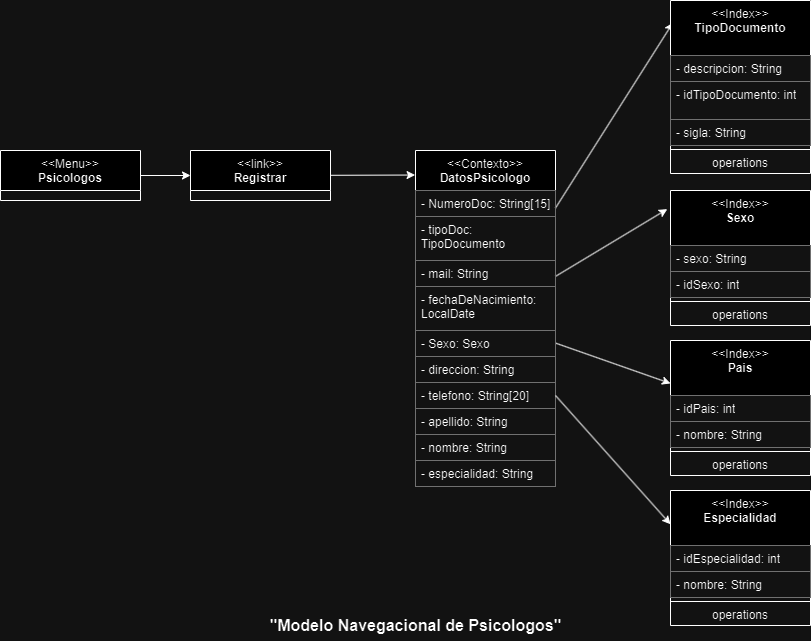 <<Menu>>
Psicologos
<<link>>
Registrar
<<Contexto>>
DatosPsicologo
- NumeroDoc: String[15]
- tipoDoc:
TipoDocumento
- mail: String
- fechaDeNacimiento:
LocalDate
- Sexo: Sexo
- direccion: String
- telefono: String[20]
- apellido: String
- nombre: String
- especialidad: String
<<Index>>
TipoDocumento
- descripcion: String
- idTipoDocumento: int
- sigla: String
operations
<<Index>>
Sexo
- sexo: String
- idSexo: int
operations
<<Index>>
Pais
- idPais: int
- nombre: String
operations
<<Index>>
Especialidad
- idEspecialidad: int
- nombre: String
operations
"Modelo Navegacional de Psicologos"